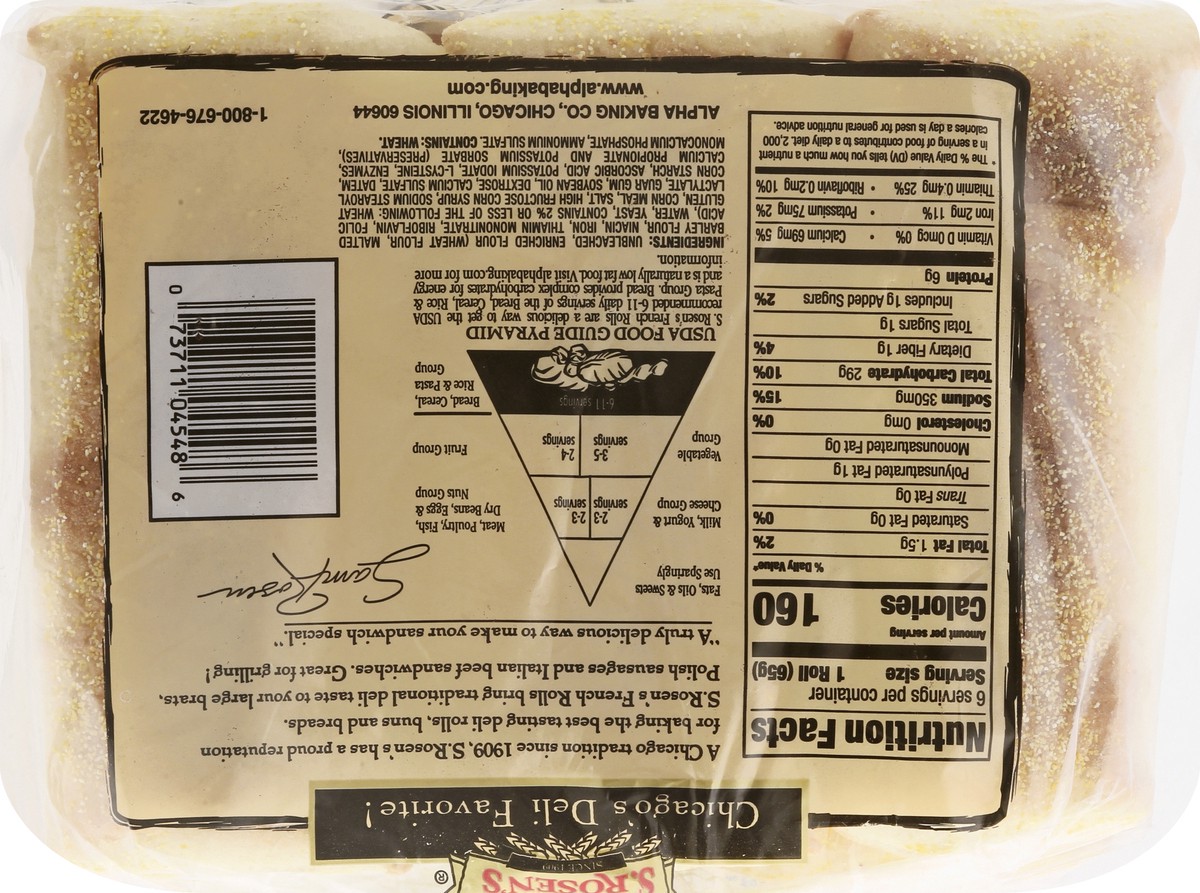 S.ROSEN'S
®
SINCE 1909
Chicago's Deli Favorite!
A Chicago tradition since 1909, S.Rosen's has a proud reputation
for baking the best tasting deli rolls, buns and breads.
S.Rosen's French Rolls bring traditional deli taste to your large brats,
Polish sausages and Italian beef sandwiches. Great for grilling!
"A truly delicious way to make your sandwich special."
Sam Rosen
Nutrition Facts
6 servings per container
Serving size 1 Roll (65g)
Amount per serving
Calories 160
% Daily Value*
Total Fat 1.5g 2%
Saturated Fat 0g 0%
Trans Fat 0g
Polyunsaturated Fat 1g
Monounsaturated Fat 0g
Cholesterol 0mg 0%
Sodium 350mg 15%
Total Carbohydrate 29g 10%
Dietary Fiber 1g 4%
Total Sugars 1g
Includes 1g Added Sugars 2%
Protein 6g
Vitamin D 0mcg 0% • Calcium 69mg 5%
Iron 2mg 11% • Potassium 75mg 2%
Thiamin 0.4mg 25% • Riboflavin 0.2mg 10%
* The % Daily Value (DV) tells you how much a nutrient
in a serving of food contributes to a daily diet. 2,000
calories a day is used for general nutrition advice.
Fats, Oils & Sweets
Use Sparingly
Milk, Yogurt &
Cheese Group
2-3
servings
2-3
servings
Meat, Poultry, Fish,
Dry Beans, & Eggs &
Nuts Group
Vegetable
Group
3-5
servings
2-4
servings
Fruit Group
6-11 servings
Bread, Cereal,
Rice & Pasta
Group
USDA FOOD GUIDE PYRAMID
S. Rosen's French Rolls are a delicious way to get the USDA
recommended 6-11 daily servings of the Bread, Cereal, Rice &
Pasta Group. Bread provides complex carbohydrates for energy
and is a naturally low fat food. Visit alphabaking.com for more
information.
INGREDIENTS: UNBLEACHED, ENRICHED FLOUR (WHEAT FLOUR, MALTED
BARLEY FLOUR, NIACIN, IRON, THIAMIN MONONITRATE, RIBOFLAVIN, FOLIC
ACID), WATER, YEAST, CONTAINS 2% OR LESS OF THE FOLLOWING: WHEAT
GLUTEN, CORN MEAL, SALT, HIGH FRUCTOSE CORN SYRUP, SODIUM STEAROYL
LACTYLATE, GUAR GUM, SOYBEAN OIL, DEXTROSE, CALCIUM SULFATE, DATEM,
CORN STARCH, ASCORBIC ACID, POTASSIUM IODATE, L-CYSTEINE, ENZYMES,
CALCIUM PROPIONATE AND POTASSIUM SORBATE (PRESERVATIVES),
MONOCALCIUM PHOSPHATE, AMMONIUM SULFATE. CONTAINS: WHEAT.
ALPHA BAKING CO., CHICAGO, ILLINOIS 60644
1-800-676-4622
www.alphabaking.com
0 73711 04548 6